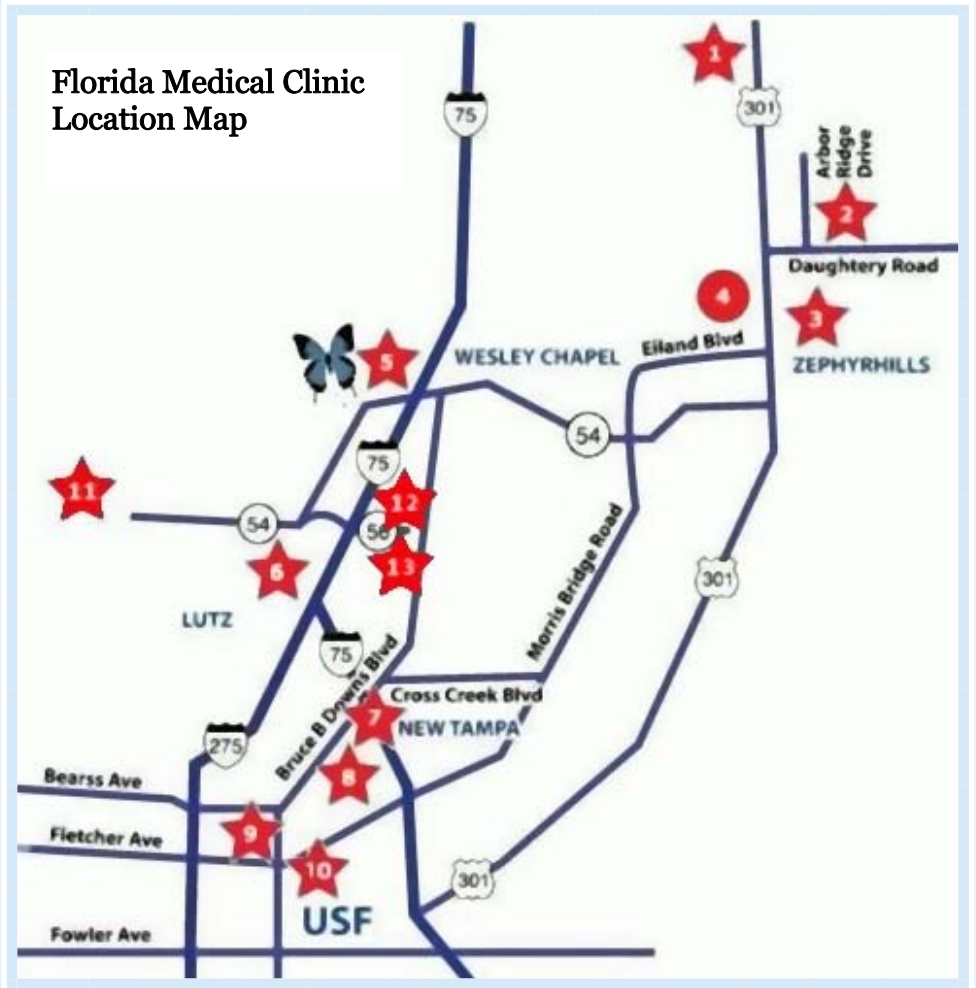 Florida Medical Clinic
Location Map
1
75
301
Arbor
Ridge
Drive
2
Daughtery Road
4
3
Eiland Blvd
WESLEY CHAPEL
ZEPHYRHILLS
5
54
75
11
12
54
56
13
6
Morris Bridge Road
301
LUTZ
75
Bruce B Downs Blvd
Cross Creek Blvd
7
NEW TAMPA
275
8
Bearss Ave
9
Fletcher Ave
10
301
USF
Fowler Ave